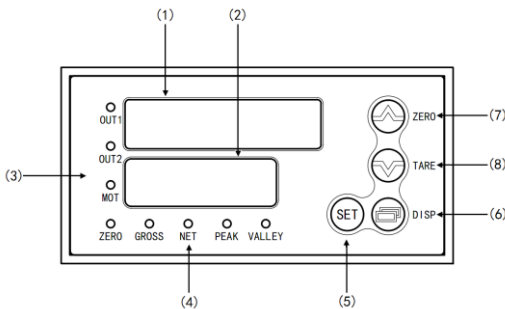 (1)
(2)
OUT1
ZERO
(7)
OUT2
TARE
(8)
(3)
MOT
SET
DISP
(6)
ZERO GROSS NET PEAK VALLEY
(4)
(5)